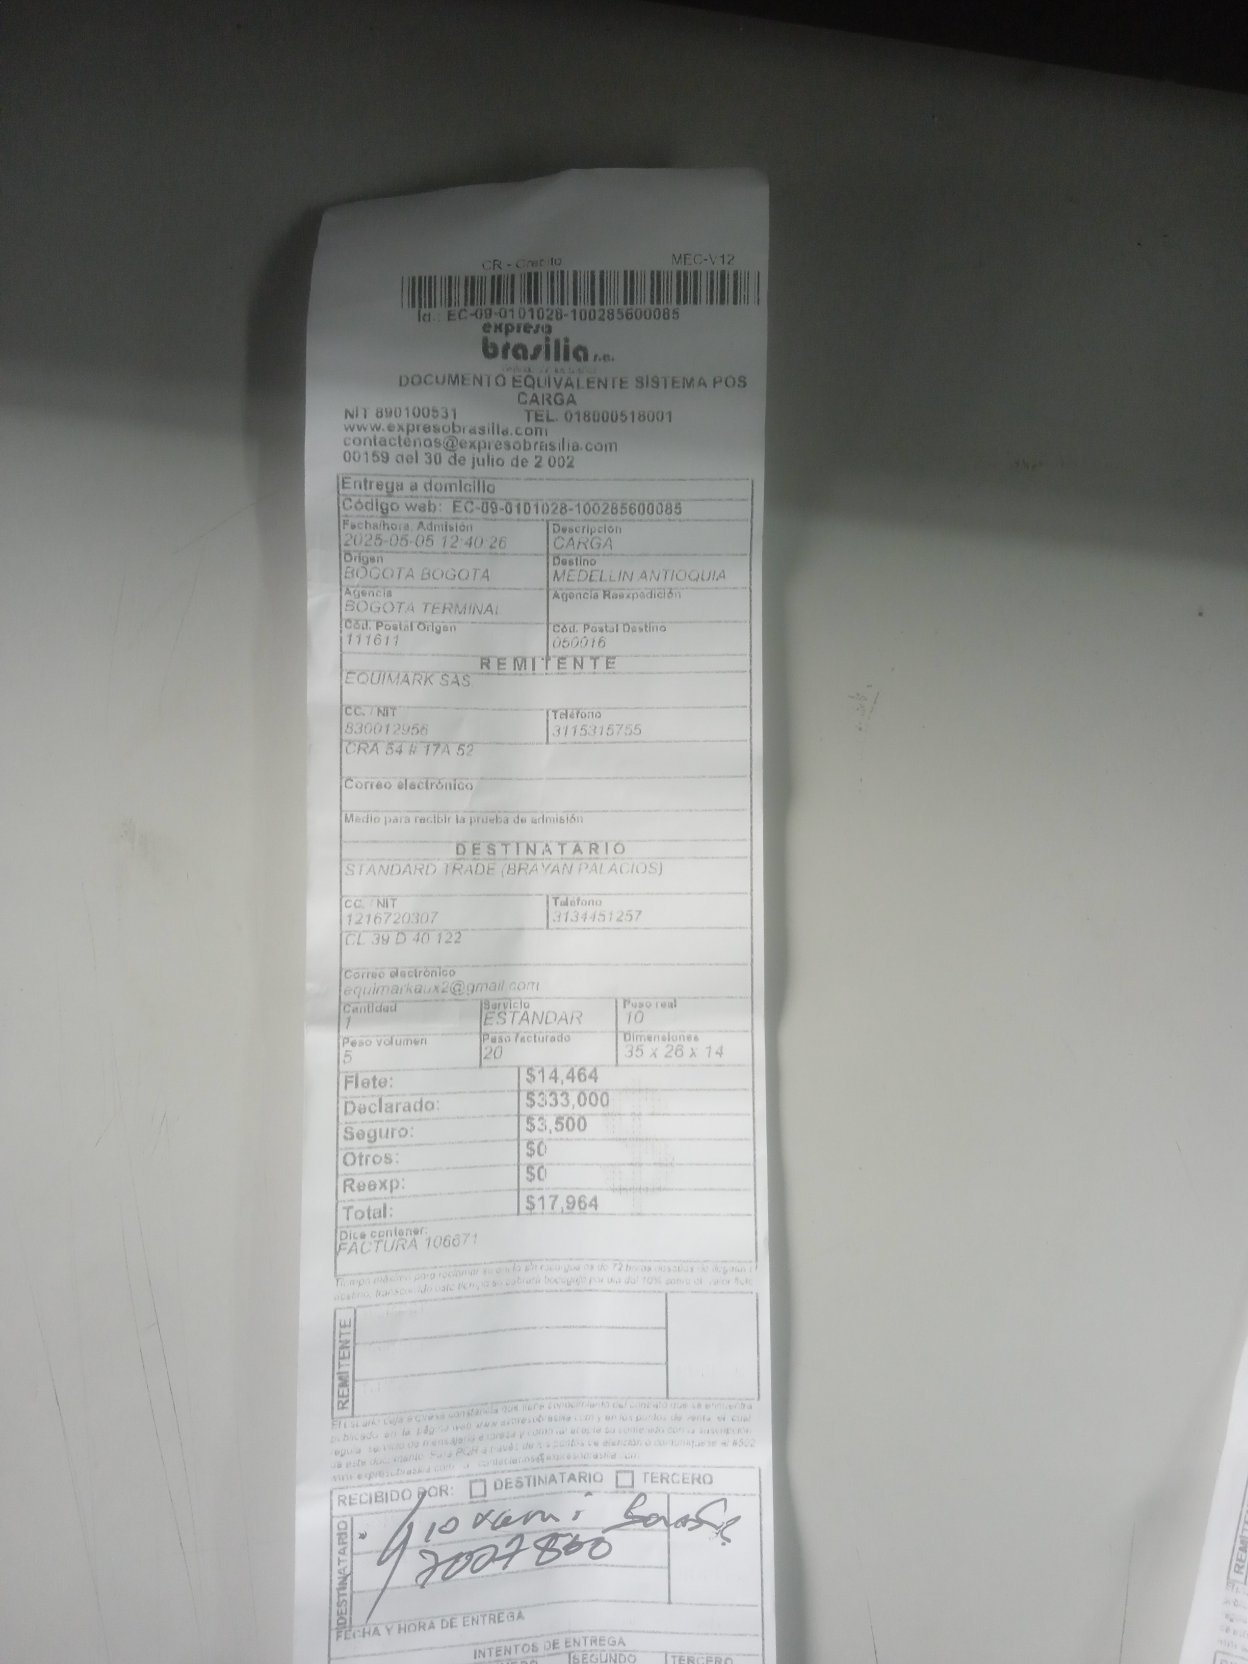 CR - Credito MEC-V12
Id.: EC-09-0101028-100285600085
expreso
brasilia s.a.
DOCUMENTO EQUIVALENTE SISTEMA POS
CARGA
NIT 890100531 TEL. 018000518001
www.expresobrasilia.com
contactenos@expresobrasilia.com
00159 del 30 de julio de 2 002
Entrega a domicilio
Código web: EC-09-0101028-100285600085
Fecha/hora Admisión Descripción
2025-05-05 12:40:26 CARGA
Origen Destino
BOGOTA BOGOTA MEDELLIN ANTIOQUIA
Agencia Agencia Reexpedición
BOGOTA TERMINAL
Cód. Postal Origen Cód. Postal Destino
111611 050016
REMITENTE
EQUIMARK SAS
CC. / NIT Teléfono
830012956 3115315755
CRA 54 # 17A 52
Correo electrónico
Medio para recibir la prueba de admisión
DESTINATARIO
STANDARD TRADE (BRAYAN PALACIOS)
CC. / NIT Teléfono
1216720307 3134451257
CL 39 D 40 122
Correo electrónico
equimarkaux2@gmail.com
Cantidad Servicio Peso real
1 ESTANDAR 10
Peso volumen Peso facturado Dimensiones
5 20 35 x 26 x 14
Flete: $14,464
Declarado: $333,000
Seguro: $3,500
Otros: $0
Reexp: $0
Total: $17,964
Dice contener:
FACTURA 106671
REMITENTE
RECIBIDO POR: DESTINATARIO TERCERO
DESTINATARIO
7027860
FECHA Y HORA DE ENTREGA
INTENTOS DE ENTREGA
SEGUNDO TERCERO